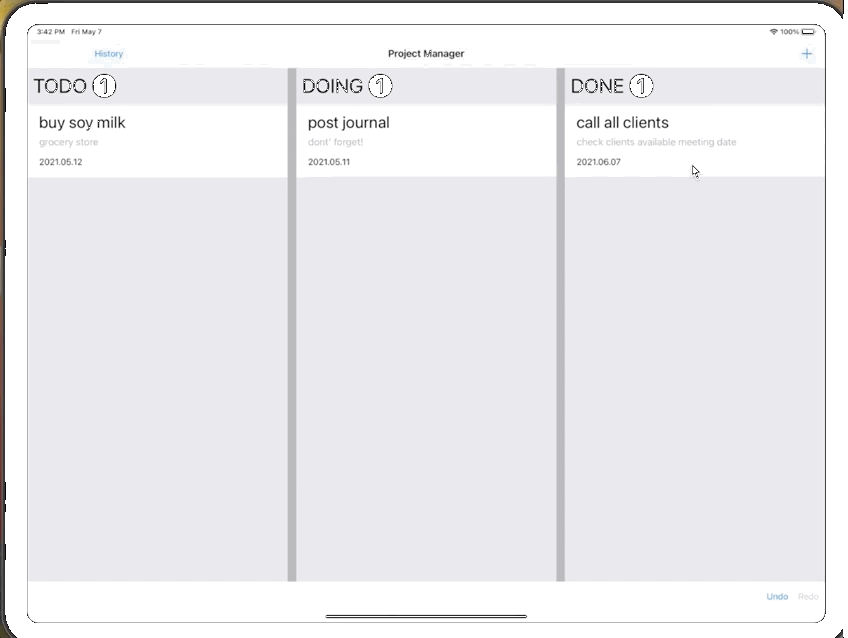 3:42 PM Fri May 7
100%
History
Project Manager
+
TODO 1
buy soy milk
grocery store
2021.05.12
DOING 1
post journal
dont' forget!
2021.05.11
DONE 1
call all clients
check clients available meeting date
2021.06.07
Undo
Redo